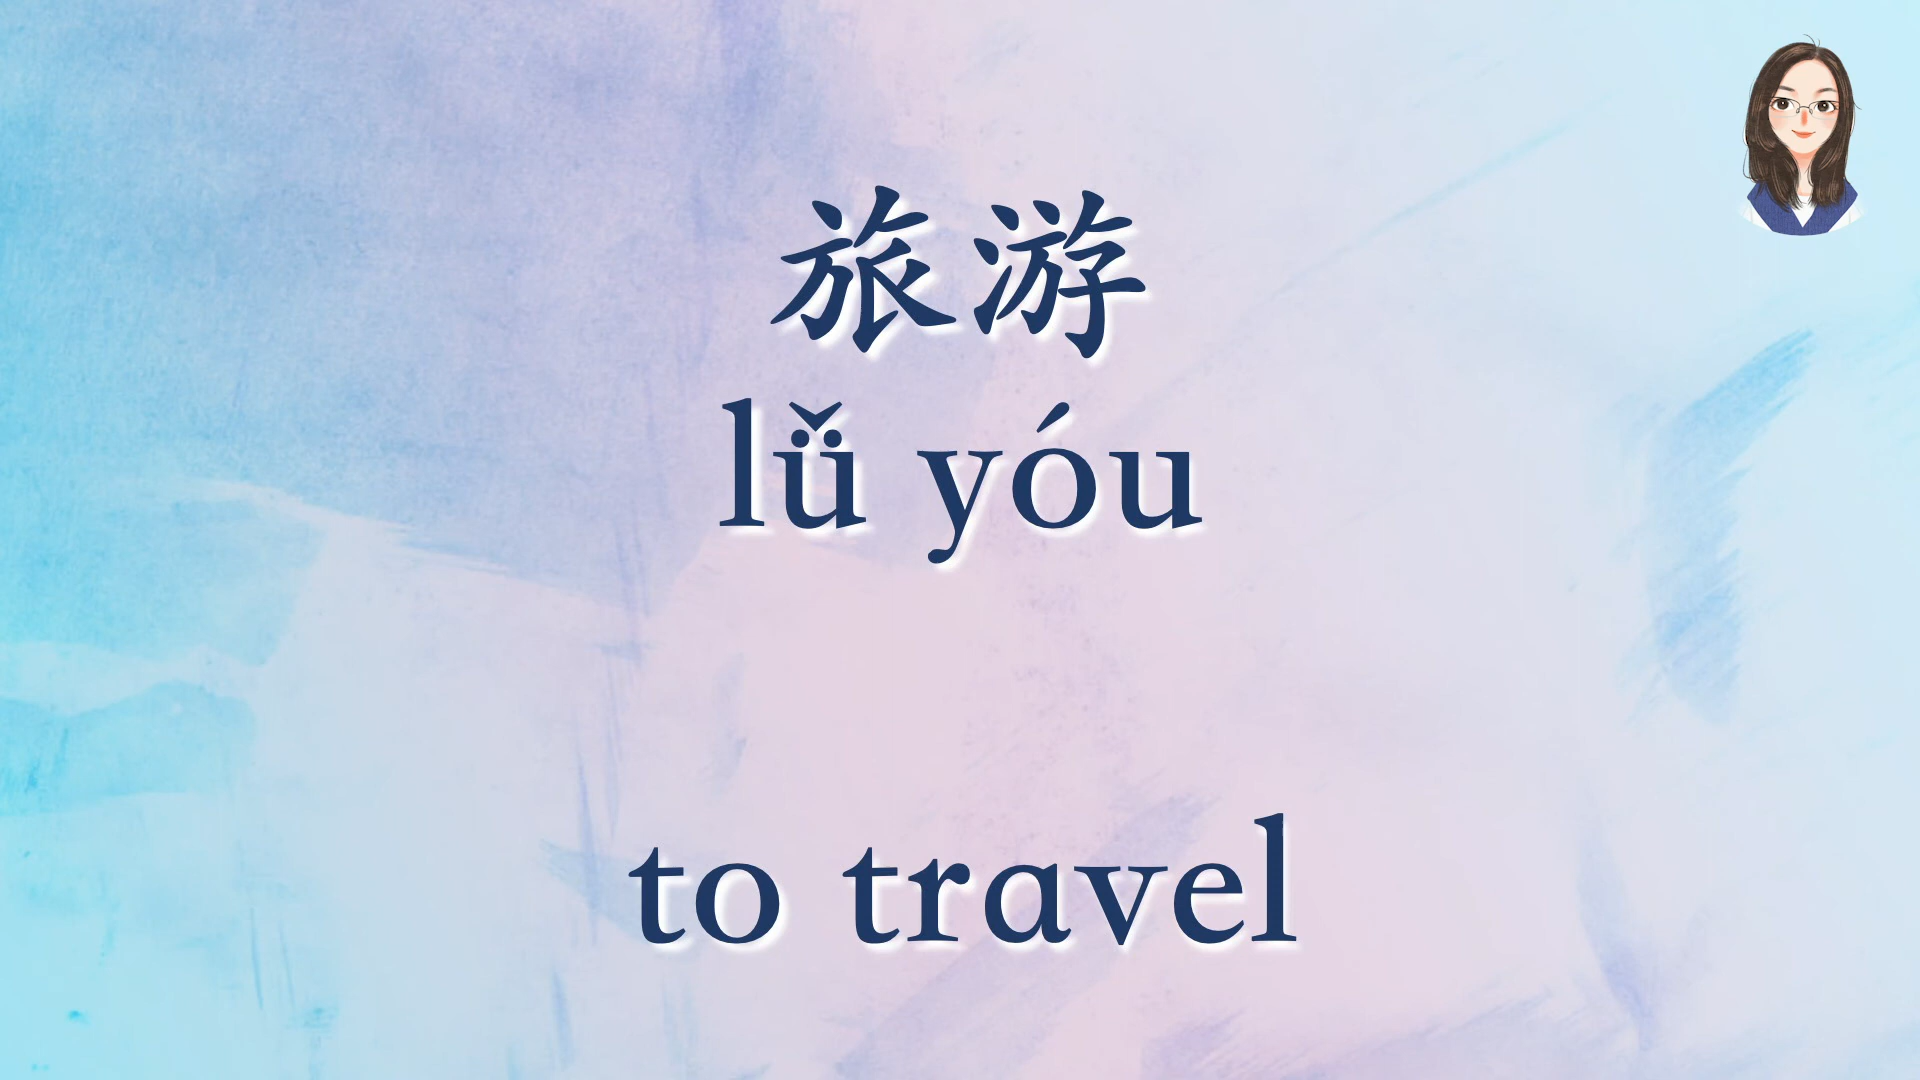 旅游
lǚ yóu
to travel